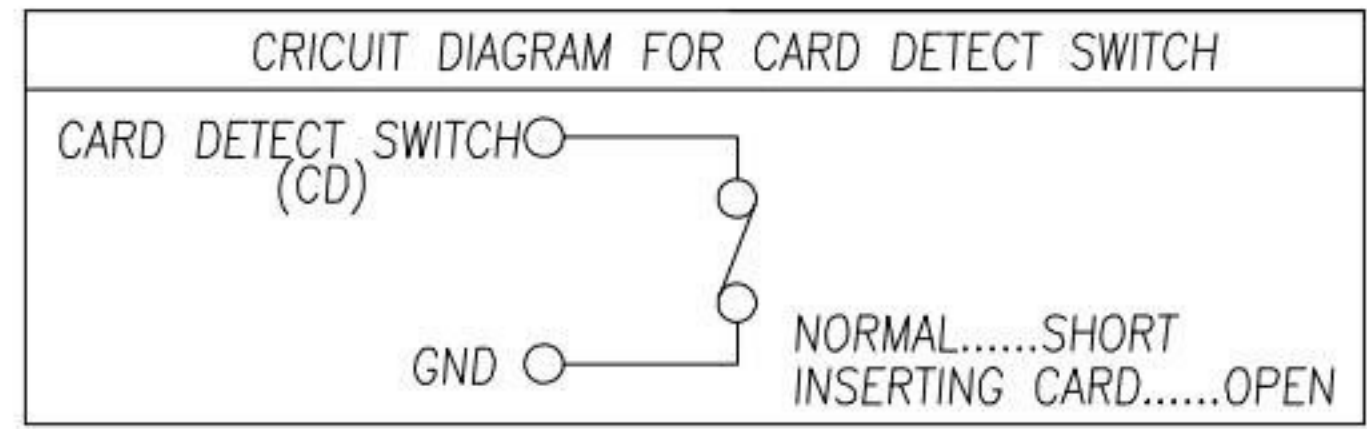 CRICUIT DIAGRAM FOR CARD DETECT SWITCH
CARD DETECT SWITCH
(CD)
GND
NORMAL......SHORT
INSERTING CARD......OPEN